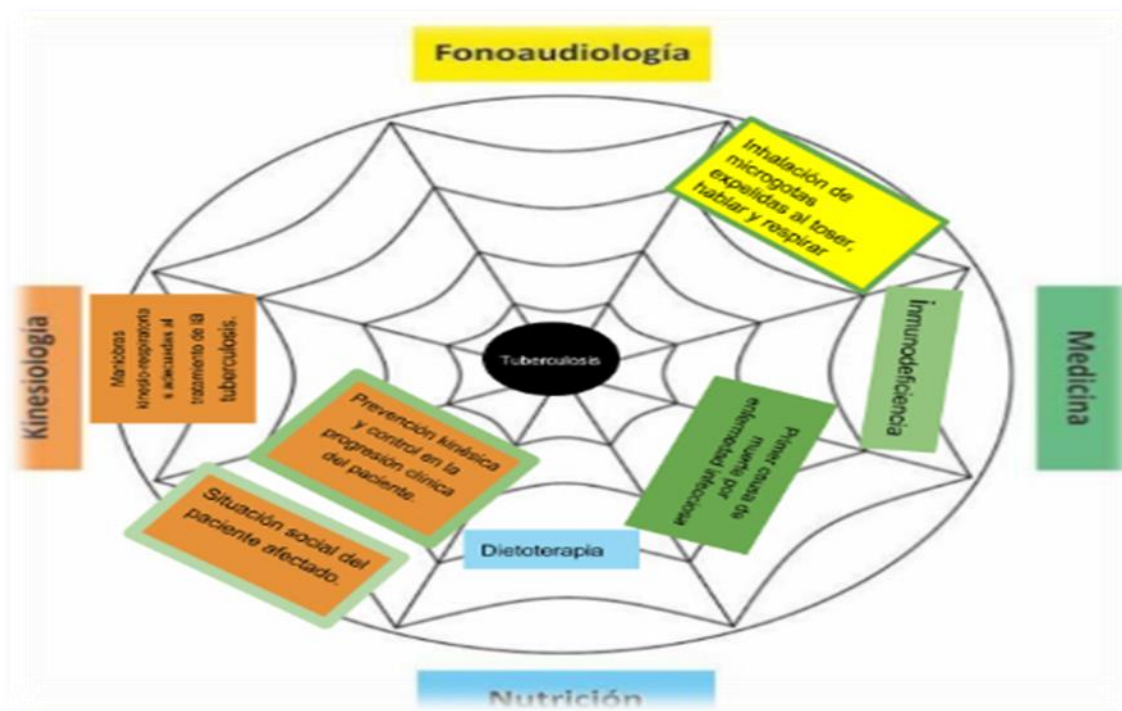 Fonoaudiología
Inhalación de
microgotas
expelidas al toser,
hablar y respirar
Kinesiología
Maniobras
kinesio-respiratoria
s adecuadas al
tratamiento de la
tuberculosis.
Tuberculosis
Inmunodeficiencia
Medicina
Prevención kinésica
y control en la
progresión clínica
del paciente.
Primer causa de
muerte por
enfermedad infecciosa
Situación social del
paciente afectado.
Dietoterapia
Nutrición